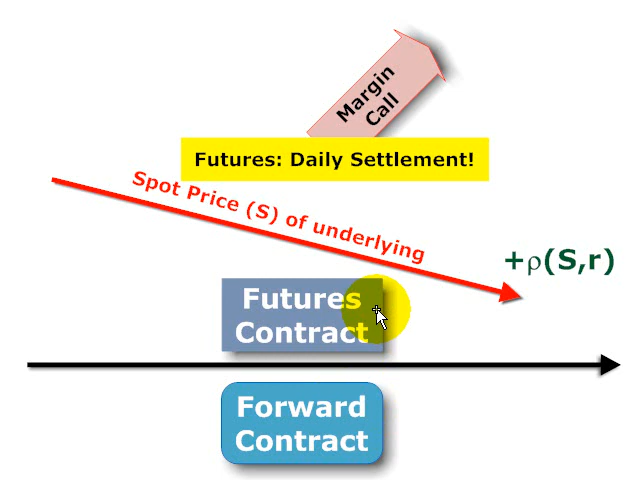 Margin
Call
Futures: Daily Settlement!
Spot Price (S) of underlying
+ρ(S,r)
Futures
Contract
Forward
Contract